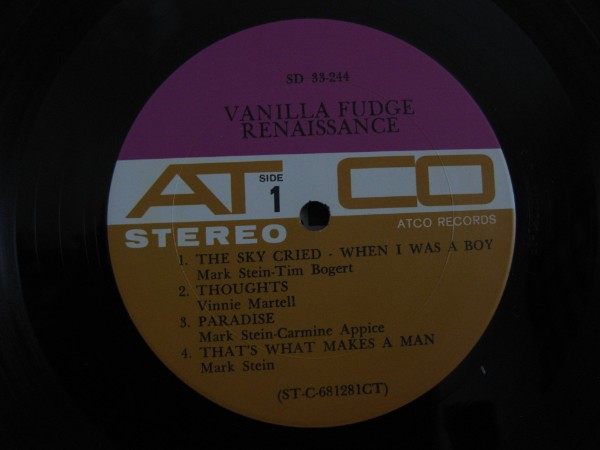 SD 33-244
VANILLA FUDGE
RENAISSANCE
ATCO
SIDE
1
ATCO RECORDS
STEREO
1. THE SKY CRIED - WHEN I WAS A BOY
Mark Stein-Tim Bogert
2. THOUGHTS
Vinnie Martell
3. PARADISE
Mark Stein-Carmine Appice
4. THAT'S WHAT MAKES A MAN
Mark Stein
(ST-C-681281CT)